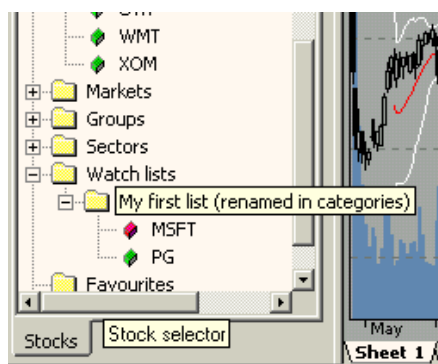 WMT
XOM
Markets
Groups
Sectors
Watch lists
My first list (renamed in categories)
MSFT
PG
Favourites
Stocks
Stock selector
May
Sheet 1